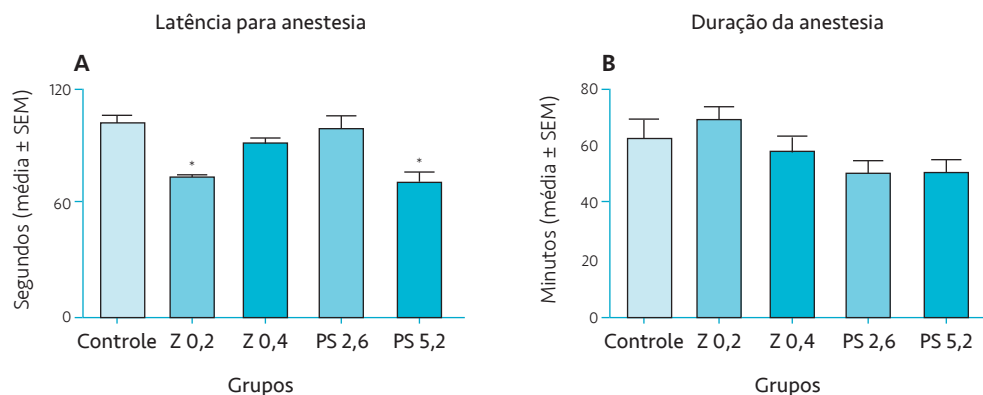 Latência para anestesia
A
Segundos (média ± SEM)
120
60
0
*
*
Controle Z 0,2 Z 0,4 PS 2,6 PS 5,2
Grupos
Duração da anestesia
B
Minutos (média ± SEM)
80
60
40
20
0
Controle Z 0,2 Z 0,4 PS 2,6 PS 5,2
Grupos